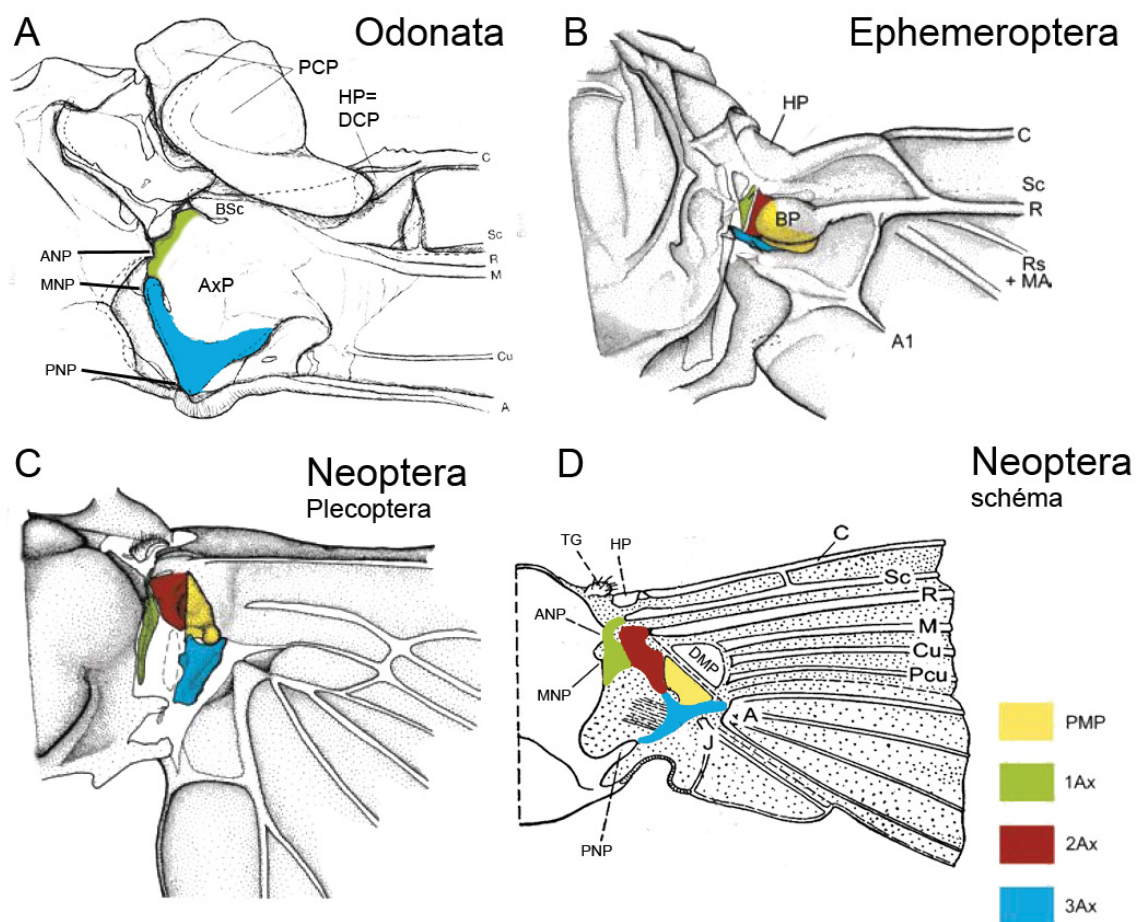 A
Odonata
PCP
HP=
DCP
C
BSc
Sc
R
M
ANP
MNP
AxP
PNP
Cu
A
B
Ephemeroptera
HP
C
Sc
R
BP
Rs
+ MA
A1
C
Neoptera
Plecoptera
D
Neoptera
schéma
TG
HP
C
Sc
R
M
Cu
Pcu
ANP
DMP
MNP
A
J
PNP
PMP
1Ax
2Ax
3Ax